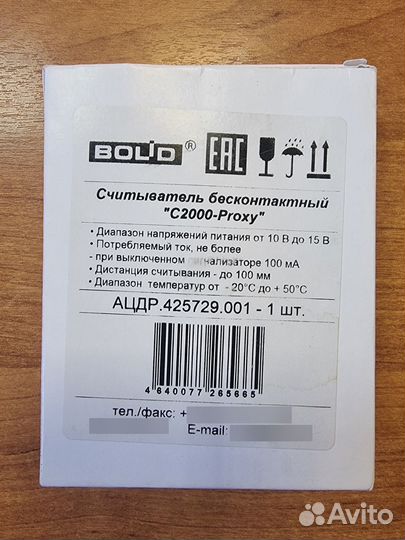 BOLID ® EAC
Считыватель бесконтактный
"С2000-Proxy"
• Диапазон напряжений питания от 10 В до 15 В
• Потребляемый ток, не более
- при выключенном сигнализаторе 100 мА
• Дистанция считывания - до 100 мм
• Диапазон температур от - 20°С до + 50°С
АЦДР.425729.001 - 1 шт.
4 640077 265665
тел./факс: +
E-mail:
Avito